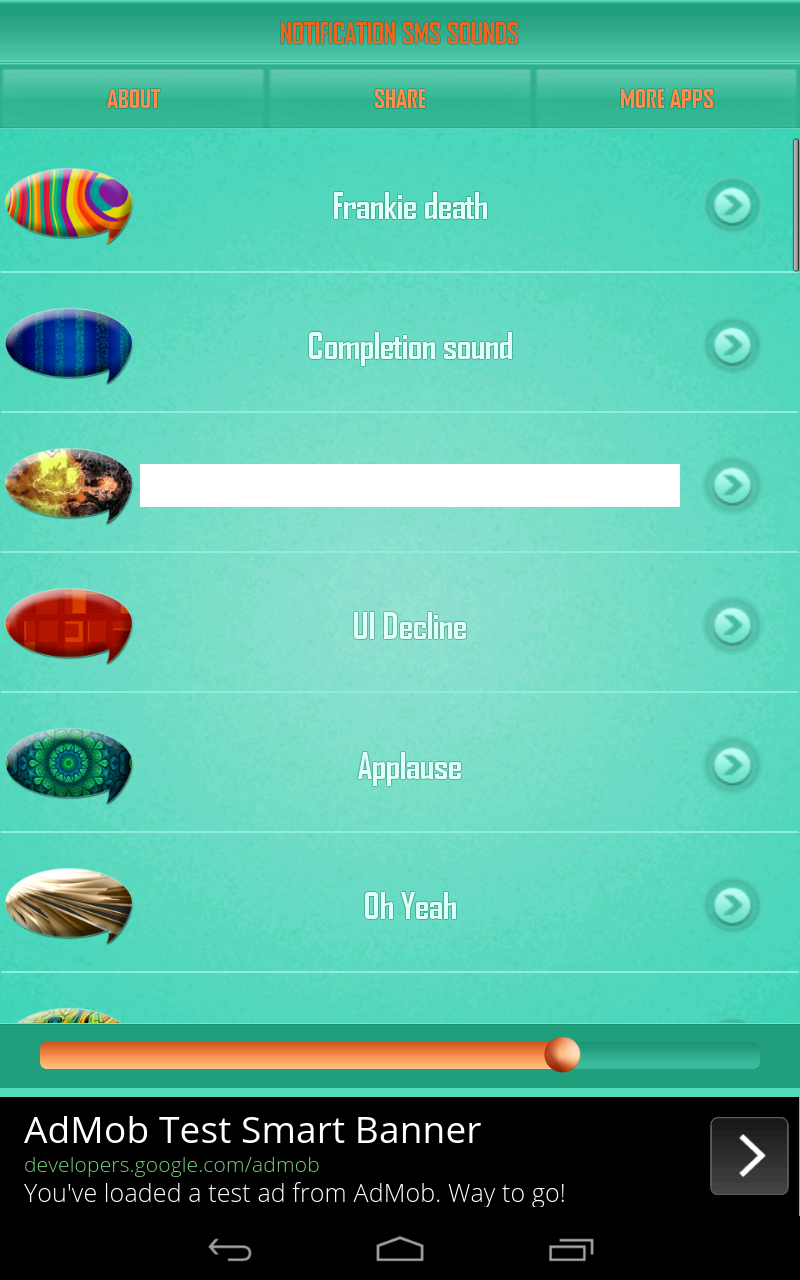 NOTIFICATION SMS SOUNDS
ABOUT
SHARE
MORE APPS
Frankie death
Completion sound
UI Decline
Applause
Oh Yeah
AdMob Test Smart Banner
developers.google.com/admob
You've loaded a test ad from AdMob. Way to go!